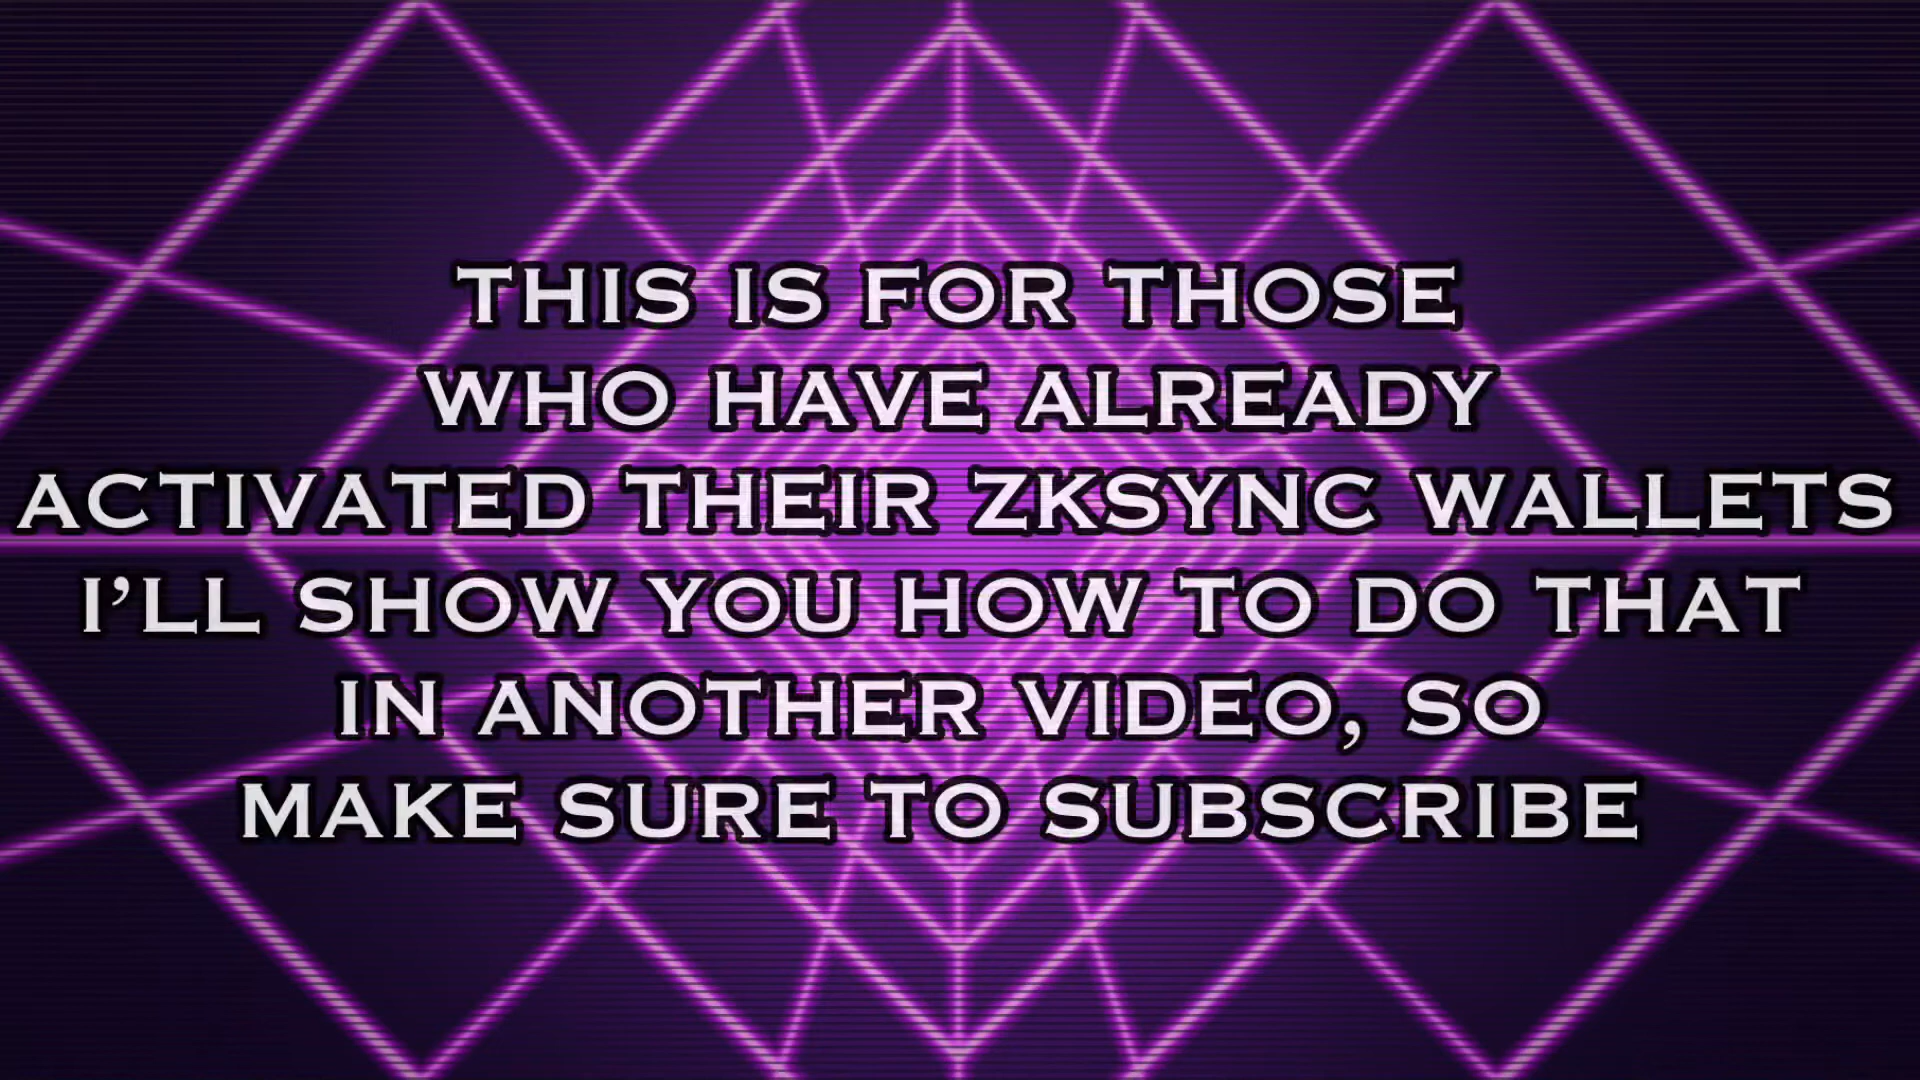 THIS IS FOR THOSE
WHO HAVE ALREADY
ACTIVATED THEIR ZKSYNC WALLETS
I’LL SHOW YOU HOW TO DO THAT
IN ANOTHER VIDEO, SO
MAKE SURE TO SUBSCRIBE